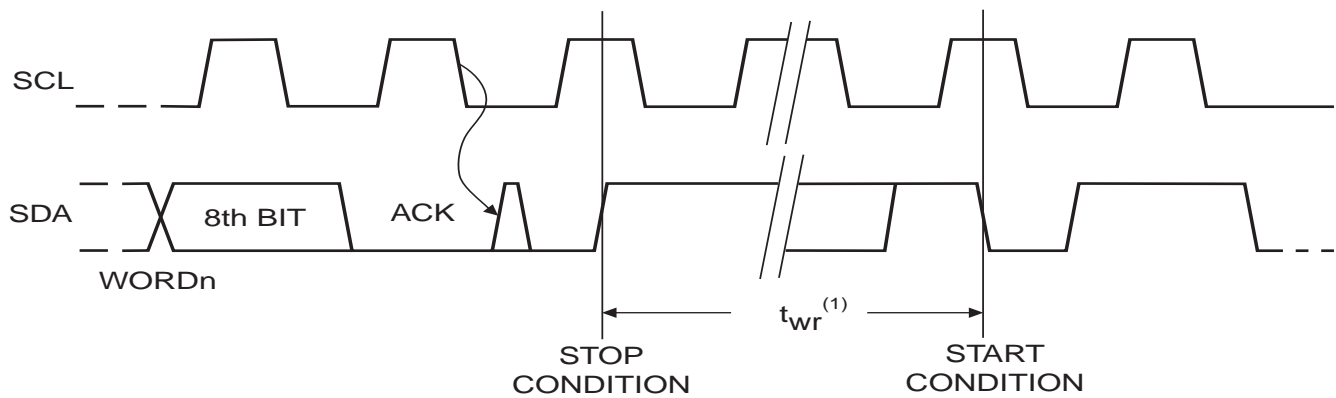 SCL
SDA
8th BIT
ACK
WORDn
twr(1)
STOP
CONDITION
START
CONDITION